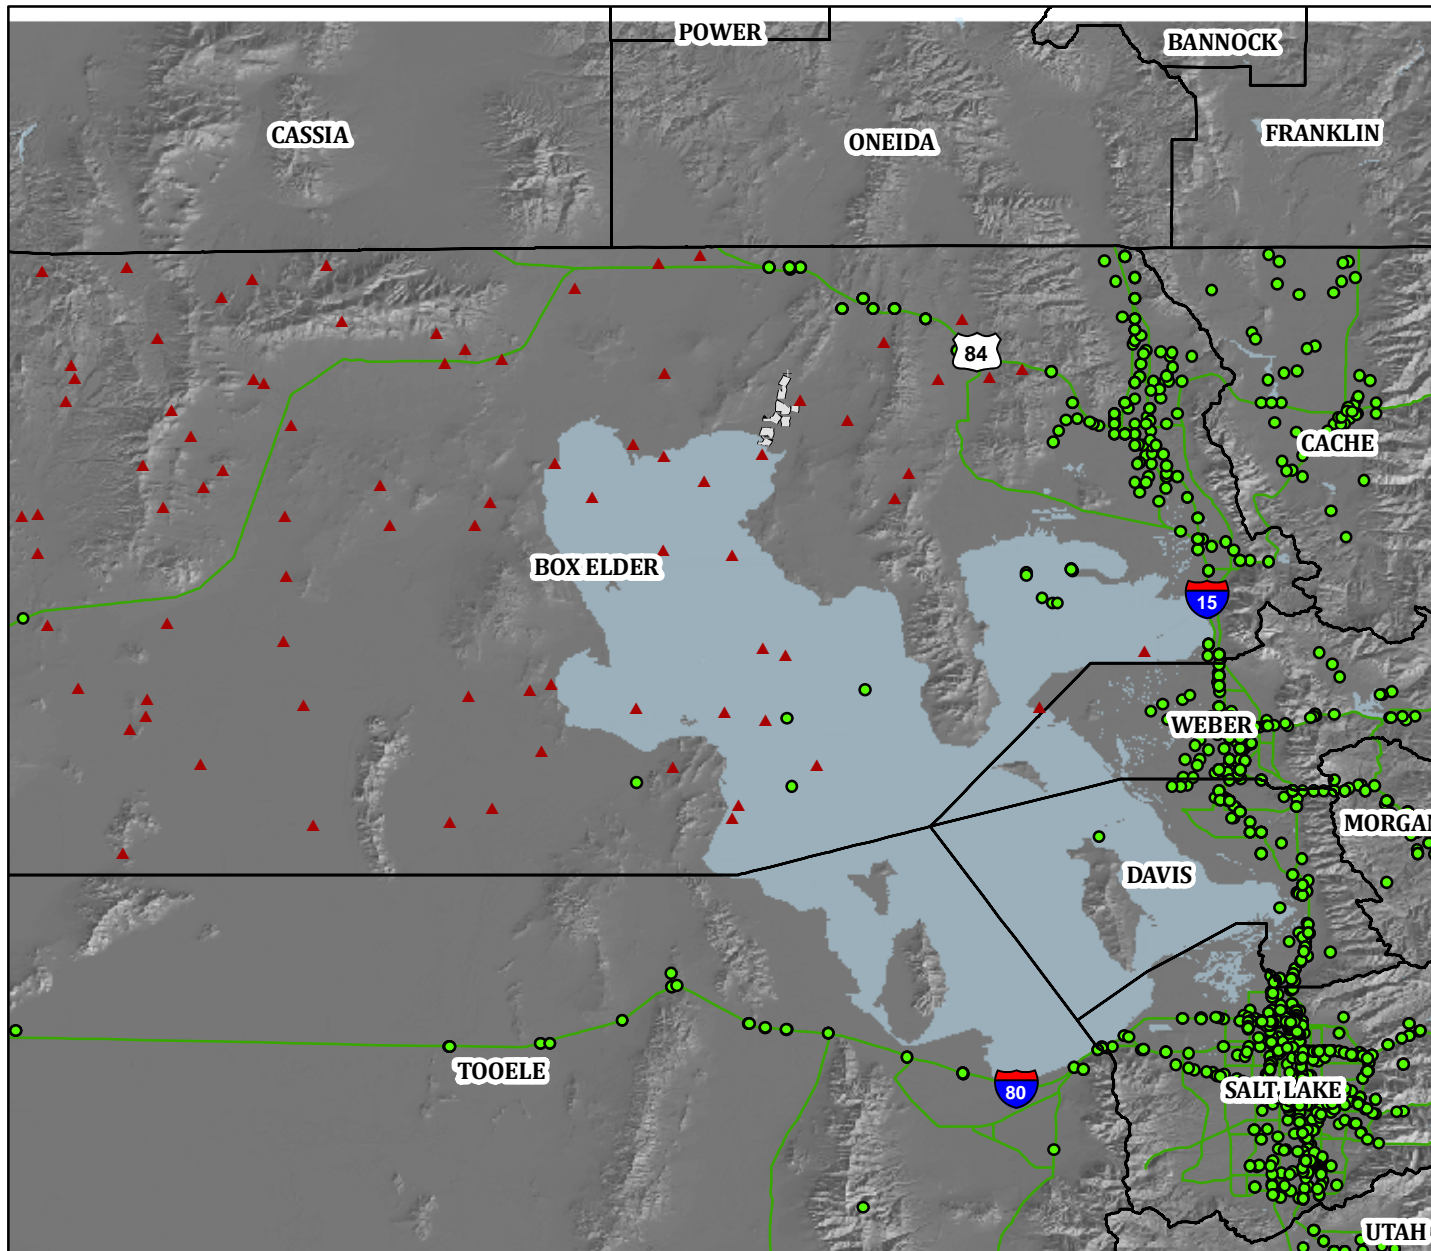 POWER
BANNOCK
CASSIA
ONEIDA
FRANKLIN
84
CACHE
BOX ELDER
15
WEBER
MORGAN
DAVIS
TOOELE
80
SALT LAKE
UTAH